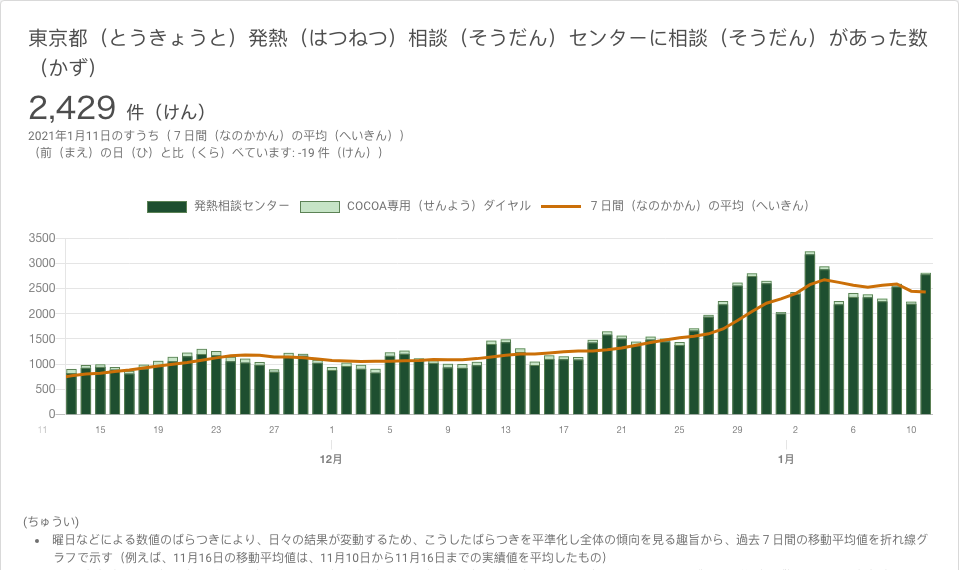 東京都（とうきょうと）発熱（はつねつ）相談（そうだん）センターに相談（そうだん）があった数
（かず）
2,429 件（けん）
2021年1月11日のすうち（７日間（なのかかん）の平均（へいきん））
（前（まえ）の日（ひ）と比（くら）べています: -19 件（けん））
発熱相談センター COCOA専用（せんよう）ダイヤル ７日間（なのかかん）の平均（へいきん）
3500
3000
2500
2000
1500
1000
500
0
11 15 19 23 27 1 5 9 13 17 21 25 29 2 6 10
12月 1月
(ちゅうい)
• 曜日などによる数値のばらつきにより、日々の結果が変動するため、こうしたばらつきを平準化し全体の傾向を見る趣旨から、過去７日間の移動平均値を折れ線グ
ラフで示す（例えば、11月16日の移動平均値は、11月10日から11月16日までの実績値を平均したもの）